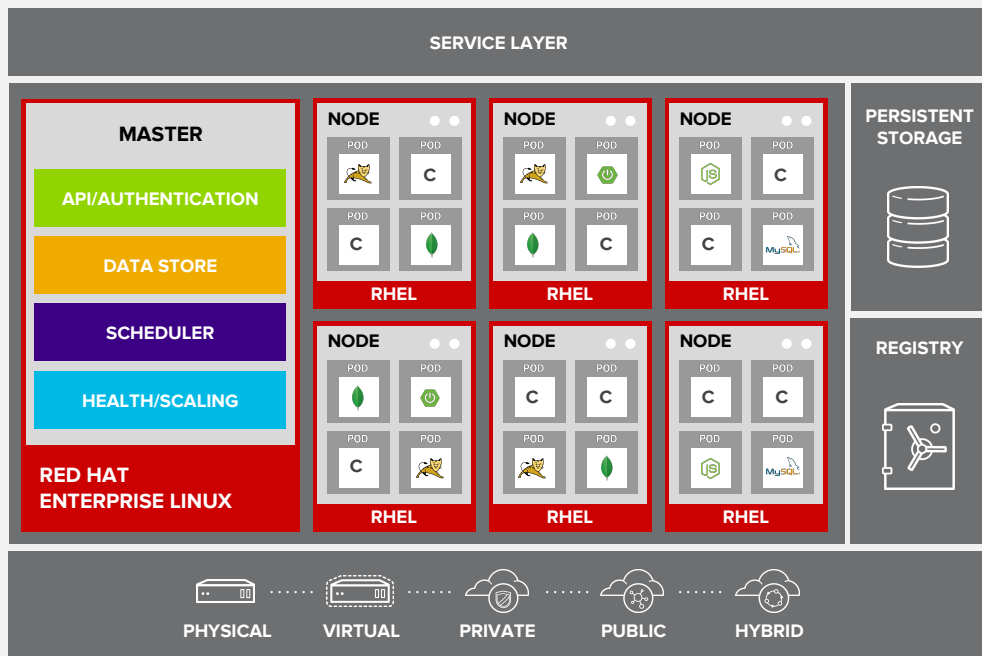 SERVICE LAYER
MASTER
API/AUTHENTICATION
DATA STORE
SCHEDULER
HEALTH/SCALING
RED HAT
ENTERPRISE LINUX
NODE
POD
POD
C
POD
POD
C
RHEL
NODE
POD
POD
POD
POD
C
RHEL
NODE
POD
POD
JS
C
POD
POD
C
MySQL
RHEL
NODE
POD
POD
POD
POD
C
RHEL
NODE
POD
POD
C
C
POD
POD
RHEL
NODE
POD
POD
C
C
POD
POD
JS
MySQL
RHEL
PERSISTENT
STORAGE
REGISTRY
PHYSICAL
VIRTUAL
PRIVATE
PUBLIC
HYBRID